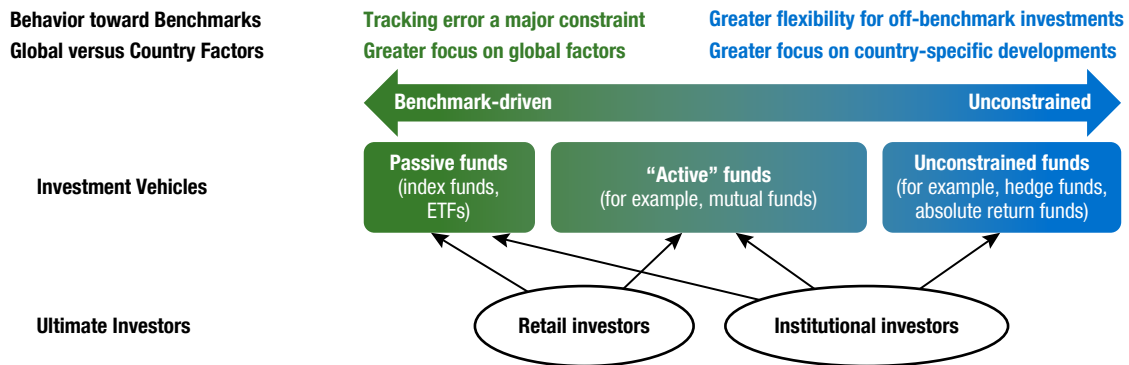 Behavior toward Benchmarks
Tracking error a major constraint
Greater flexibility for off-benchmark investments
Global versus Country Factors
Greater focus on global factors
Greater focus on country-specific developments
Benchmark-driven
Unconstrained
Investment Vehicles
Passive funds
(index funds,
ETFs)
“Active” funds
(for example, mutual funds)
Unconstrained funds
(for example, hedge funds,
absolute return funds)
Ultimate Investors
Retail investors
Institutional investors